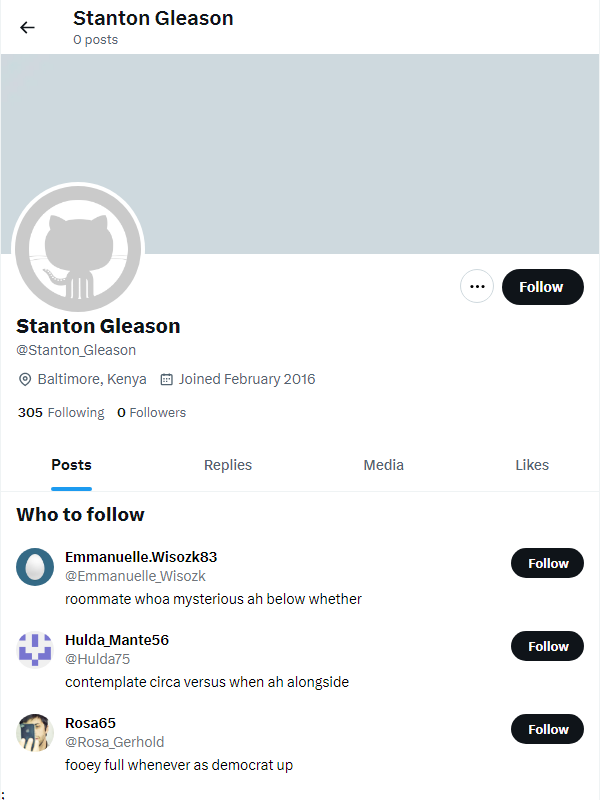 Stanton Gleason
0 posts
Follow
Stanton Gleason
@Stanton_Gleason
Baltimore, Kenya Joined February 2016
305 Following 0 Followers
Posts Replies Media Likes
Who to follow
Emmanuelle.Wisozk83
@Emmanuelle_Wisozk
Follow
roommate whoa mysterious ah below whether
Hulda_Mante56
@Hulda75
Follow
contemplate circa versus when ah alongside
Rosa65
@Rosa_Gerhold
Follow
fooey full whenever as democrat up
;